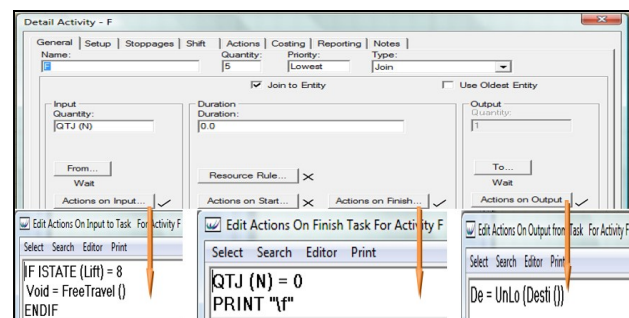 Detail Activity - F
General Setup Stoppages Shift Actions Costing Reporting Notes
Name: Quantity: Priority: Type:
F 5 Lowest Join
Join to Entity Use Oldest Entity
Input Duration Output
Quantity: Duration: Quantity:
QTJ (N) 0.0 1
From... To...
Wait Resource Rule... Wait
Actions on Input... Actions on Start... Actions on Finish... Actions on Output
Edit Actions On Input to Task For Activity F
Select Search Editor Print
IF ISTATE (Lift) = 8
Void = FreeTravel ()
ENDIF
Edit Actions On Finish Task For Activity F
Select Search Editor Print
QTJ (N) = 0
PRINT "\f"
Edit Actions On Output from Task For Activity F
Select Search Editor Print
De = UnLo (Desti ())